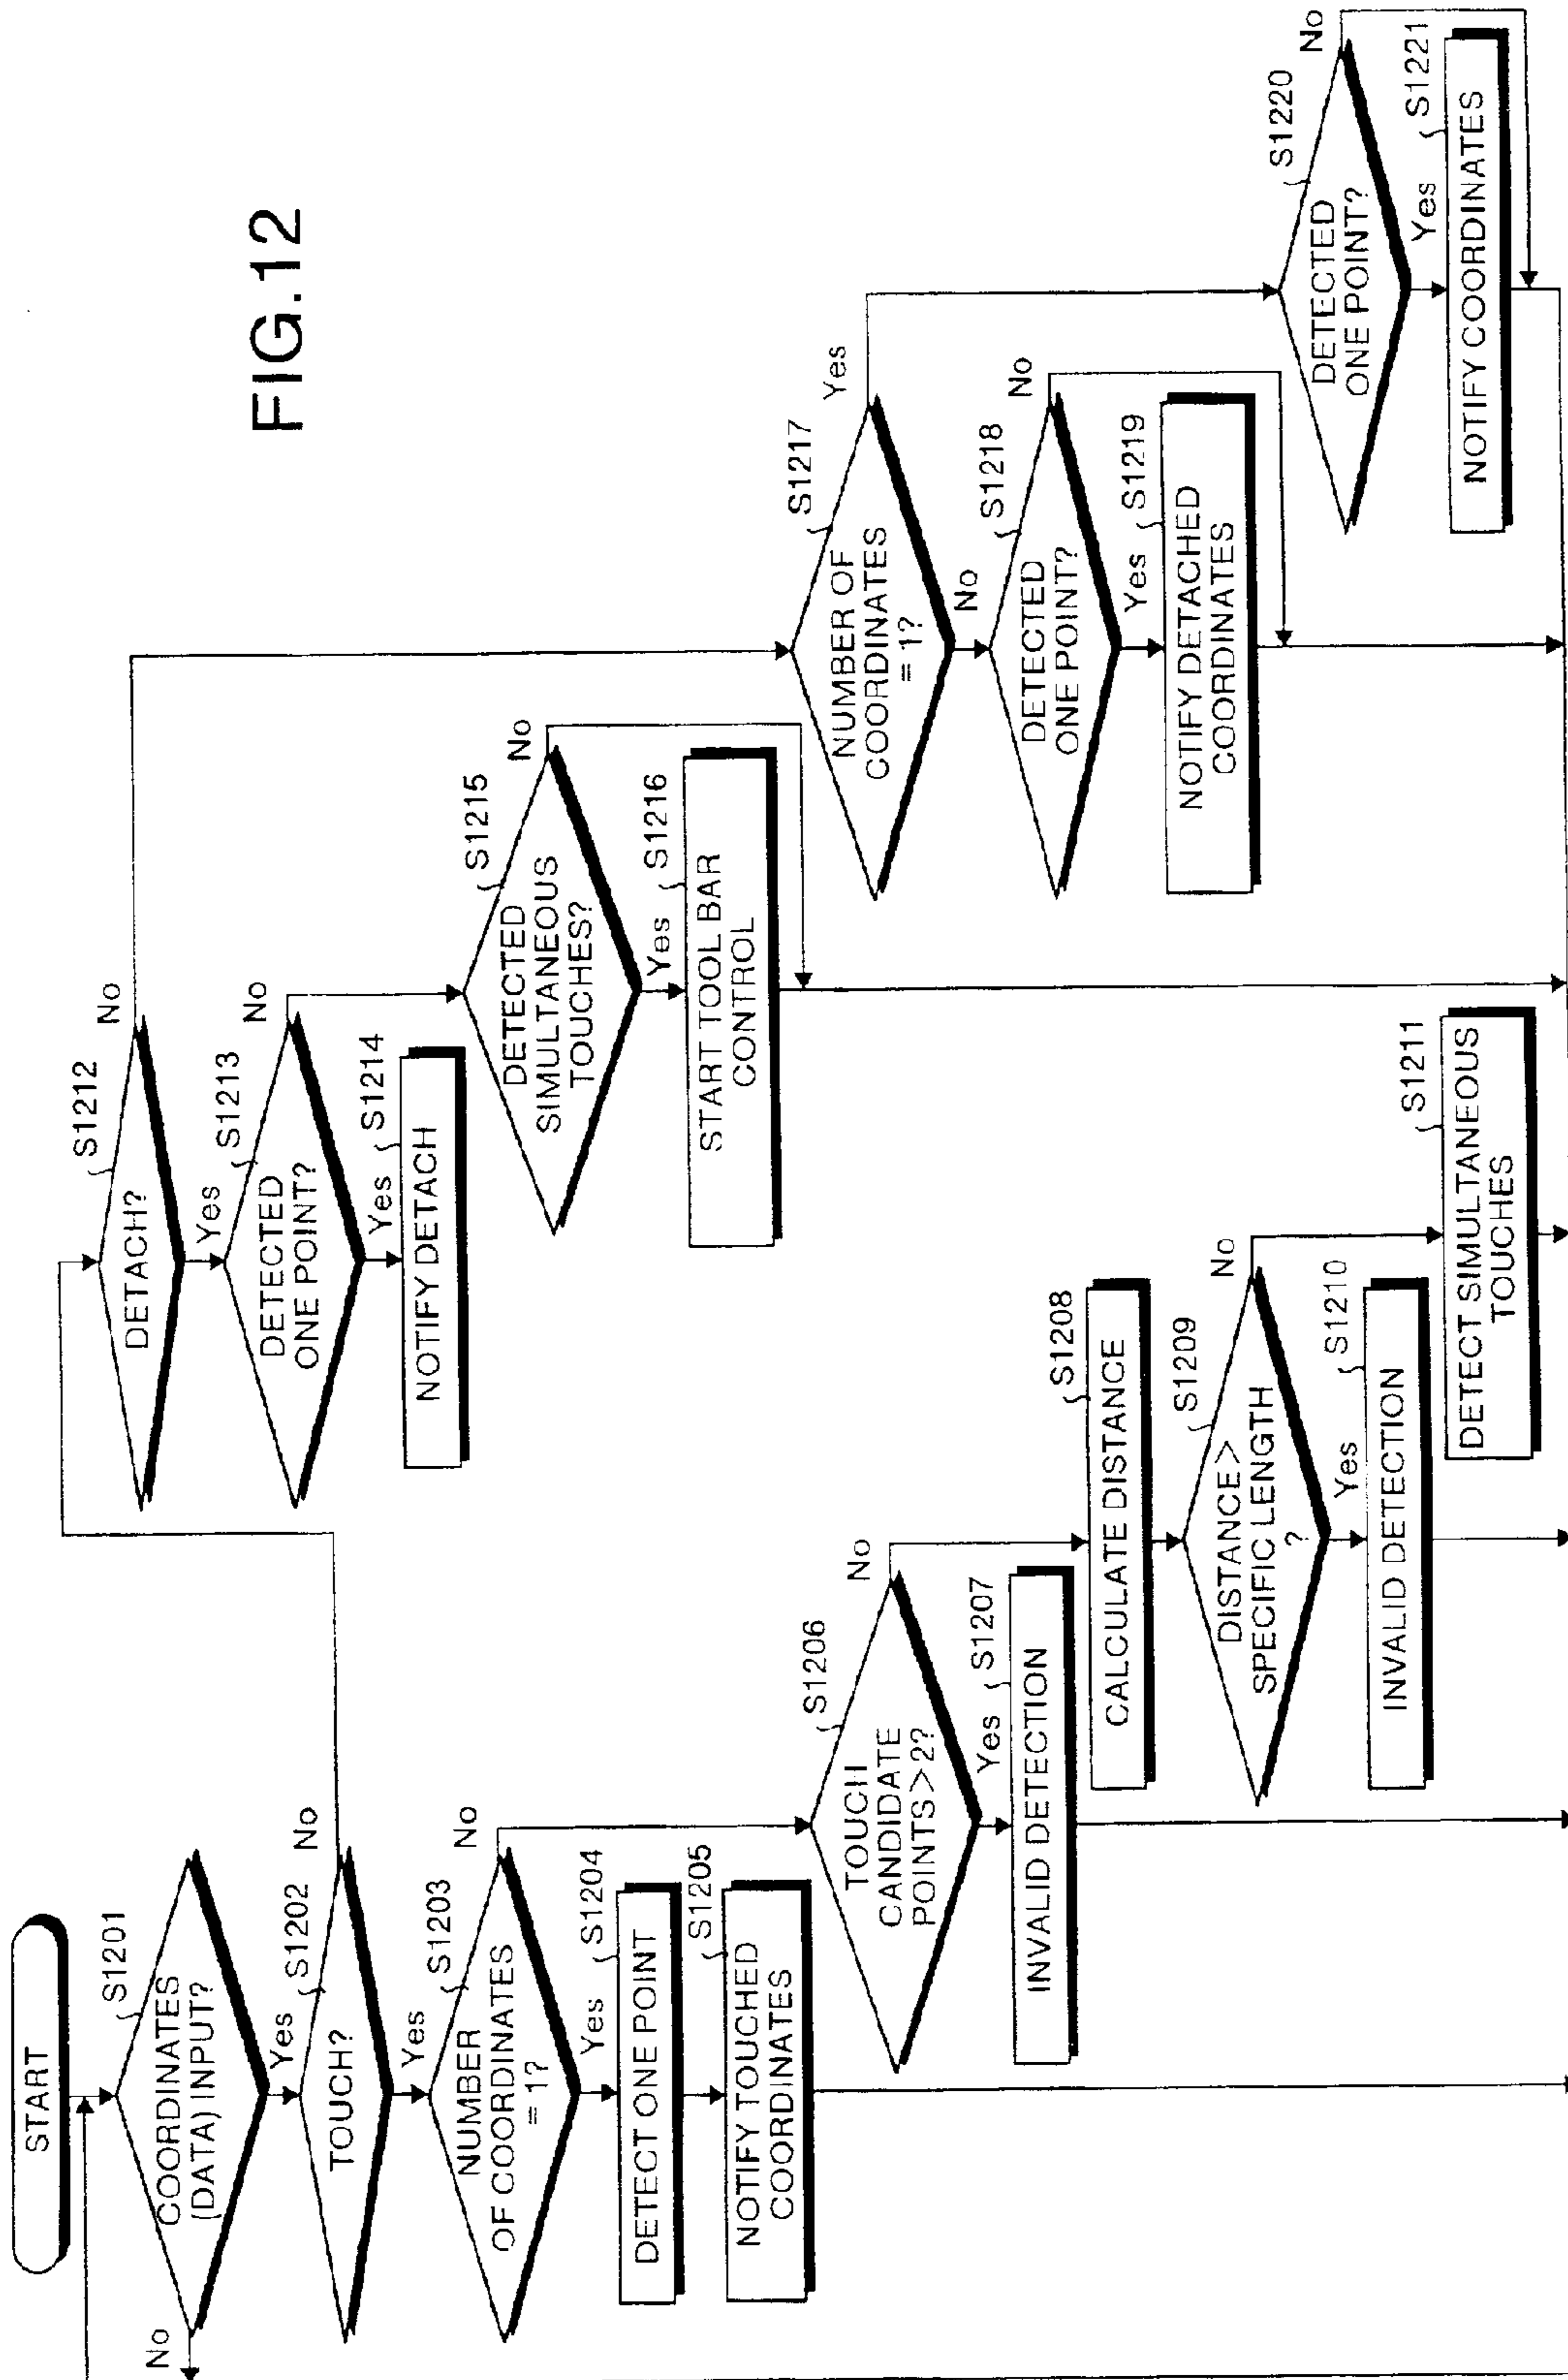 FIG.12
START
S1201
COORDINATES
(DATA) INPUT?
No
Yes
S1202
TOUCH?
No
Yes
S1203
NUMBER
OF COORDINATES
= 1?
No
Yes
S1204
DETECT ONE POINT
S1205
NOTIFY TOUCHED
COORDINATES
S1206
TOUCH
CANDIDATE
POINTS>2?
No
Yes
S1207
INVALID DETECTION
S1208
CALCULATE DISTANCE
S1209
DISTANCE>
SPECIFIC LENGTH
?
No
Yes
S1210
INVALID DETECTION
S1211
DETECT SIMULTANEOUS
TOUCHES
S1212
DETACH?
No
Yes
S1213
DETECTED
ONE POINT?
No
Yes
S1214
NOTIFY DETACH
S1215
DETECTED
SIMULTANEOUS
TOUCHES?
No
Yes
S1216
START TOOL BAR
CONTROL
S1217
NUMBER OF
COORDINATES
= 1?
Yes
No
S1218
DETECTED
ONE POINT?
No
Yes
S1219
NOTIFY DETACHED
COORDINATES
S1220
DETECTED
ONE POINT?
No
Yes
S1221
NOTIFY COORDINATES